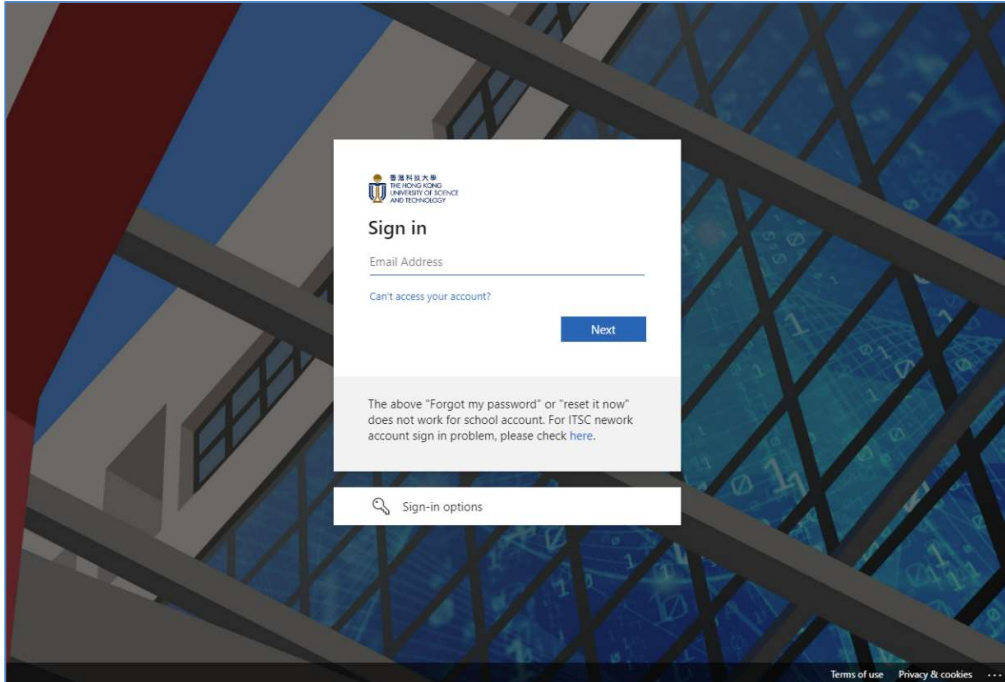 香港科技大學
THE HONG KONG
UNIVERSITY OF SCIENCE
AND TECHNOLOGY
Sign in
Email Address
Can't access your account?
Next
The above "Forgot my password" or "reset it now"
does not work for school account. For ITSC nework
account sign in problem, please check here.
Sign-in options
Terms of use Privacy & cookies ...